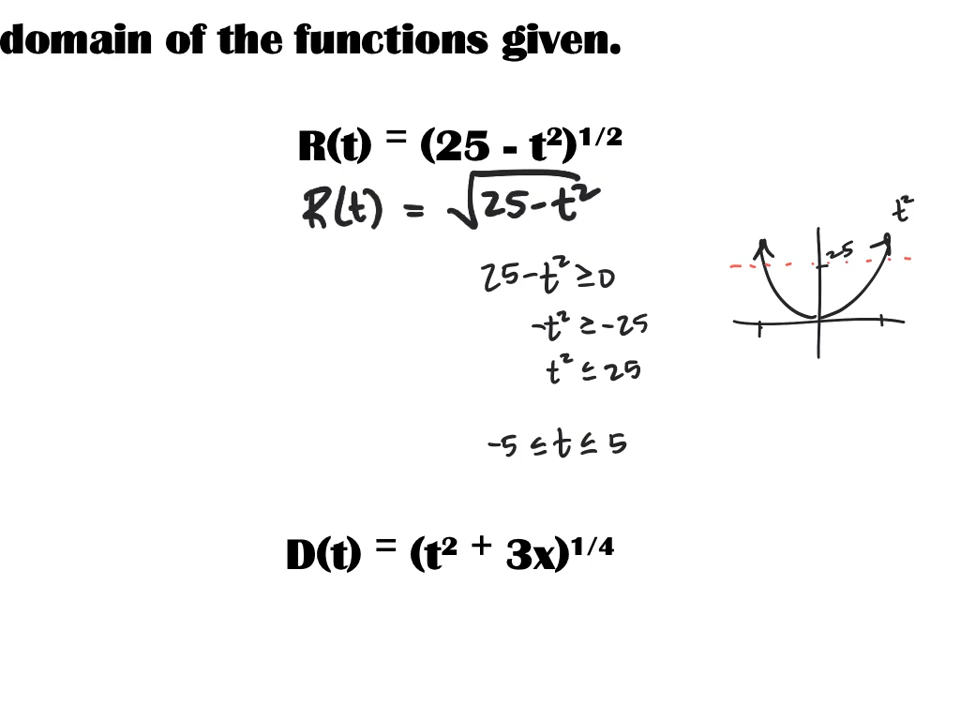 domain of the functions given.
R(t) = (25 - t²)¹/²
R(t) = √25-t²
t²
25
25-t² ≥ 0
-t² ≥ -25
t² ≤ 25
-5 ≤ t ≤ 5
D(t) = (t² + 3x)¹/⁴